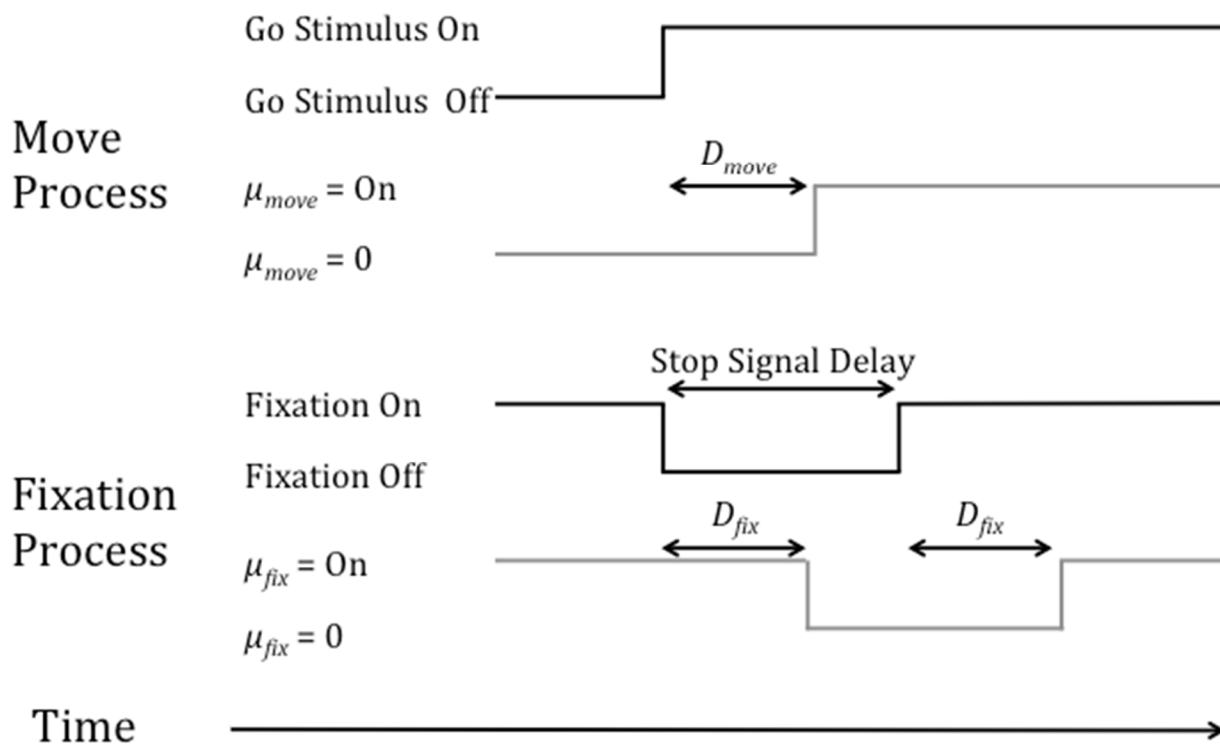 Go Stimulus On
Go Stimulus Off
Move
Process
D_move
μ_move = On
μ_move = 0
Stop Signal Delay
Fixation On
Fixation Off
Fixation
Process
D_fix
D_fix
μ_fix = On
μ_fix = 0
Time